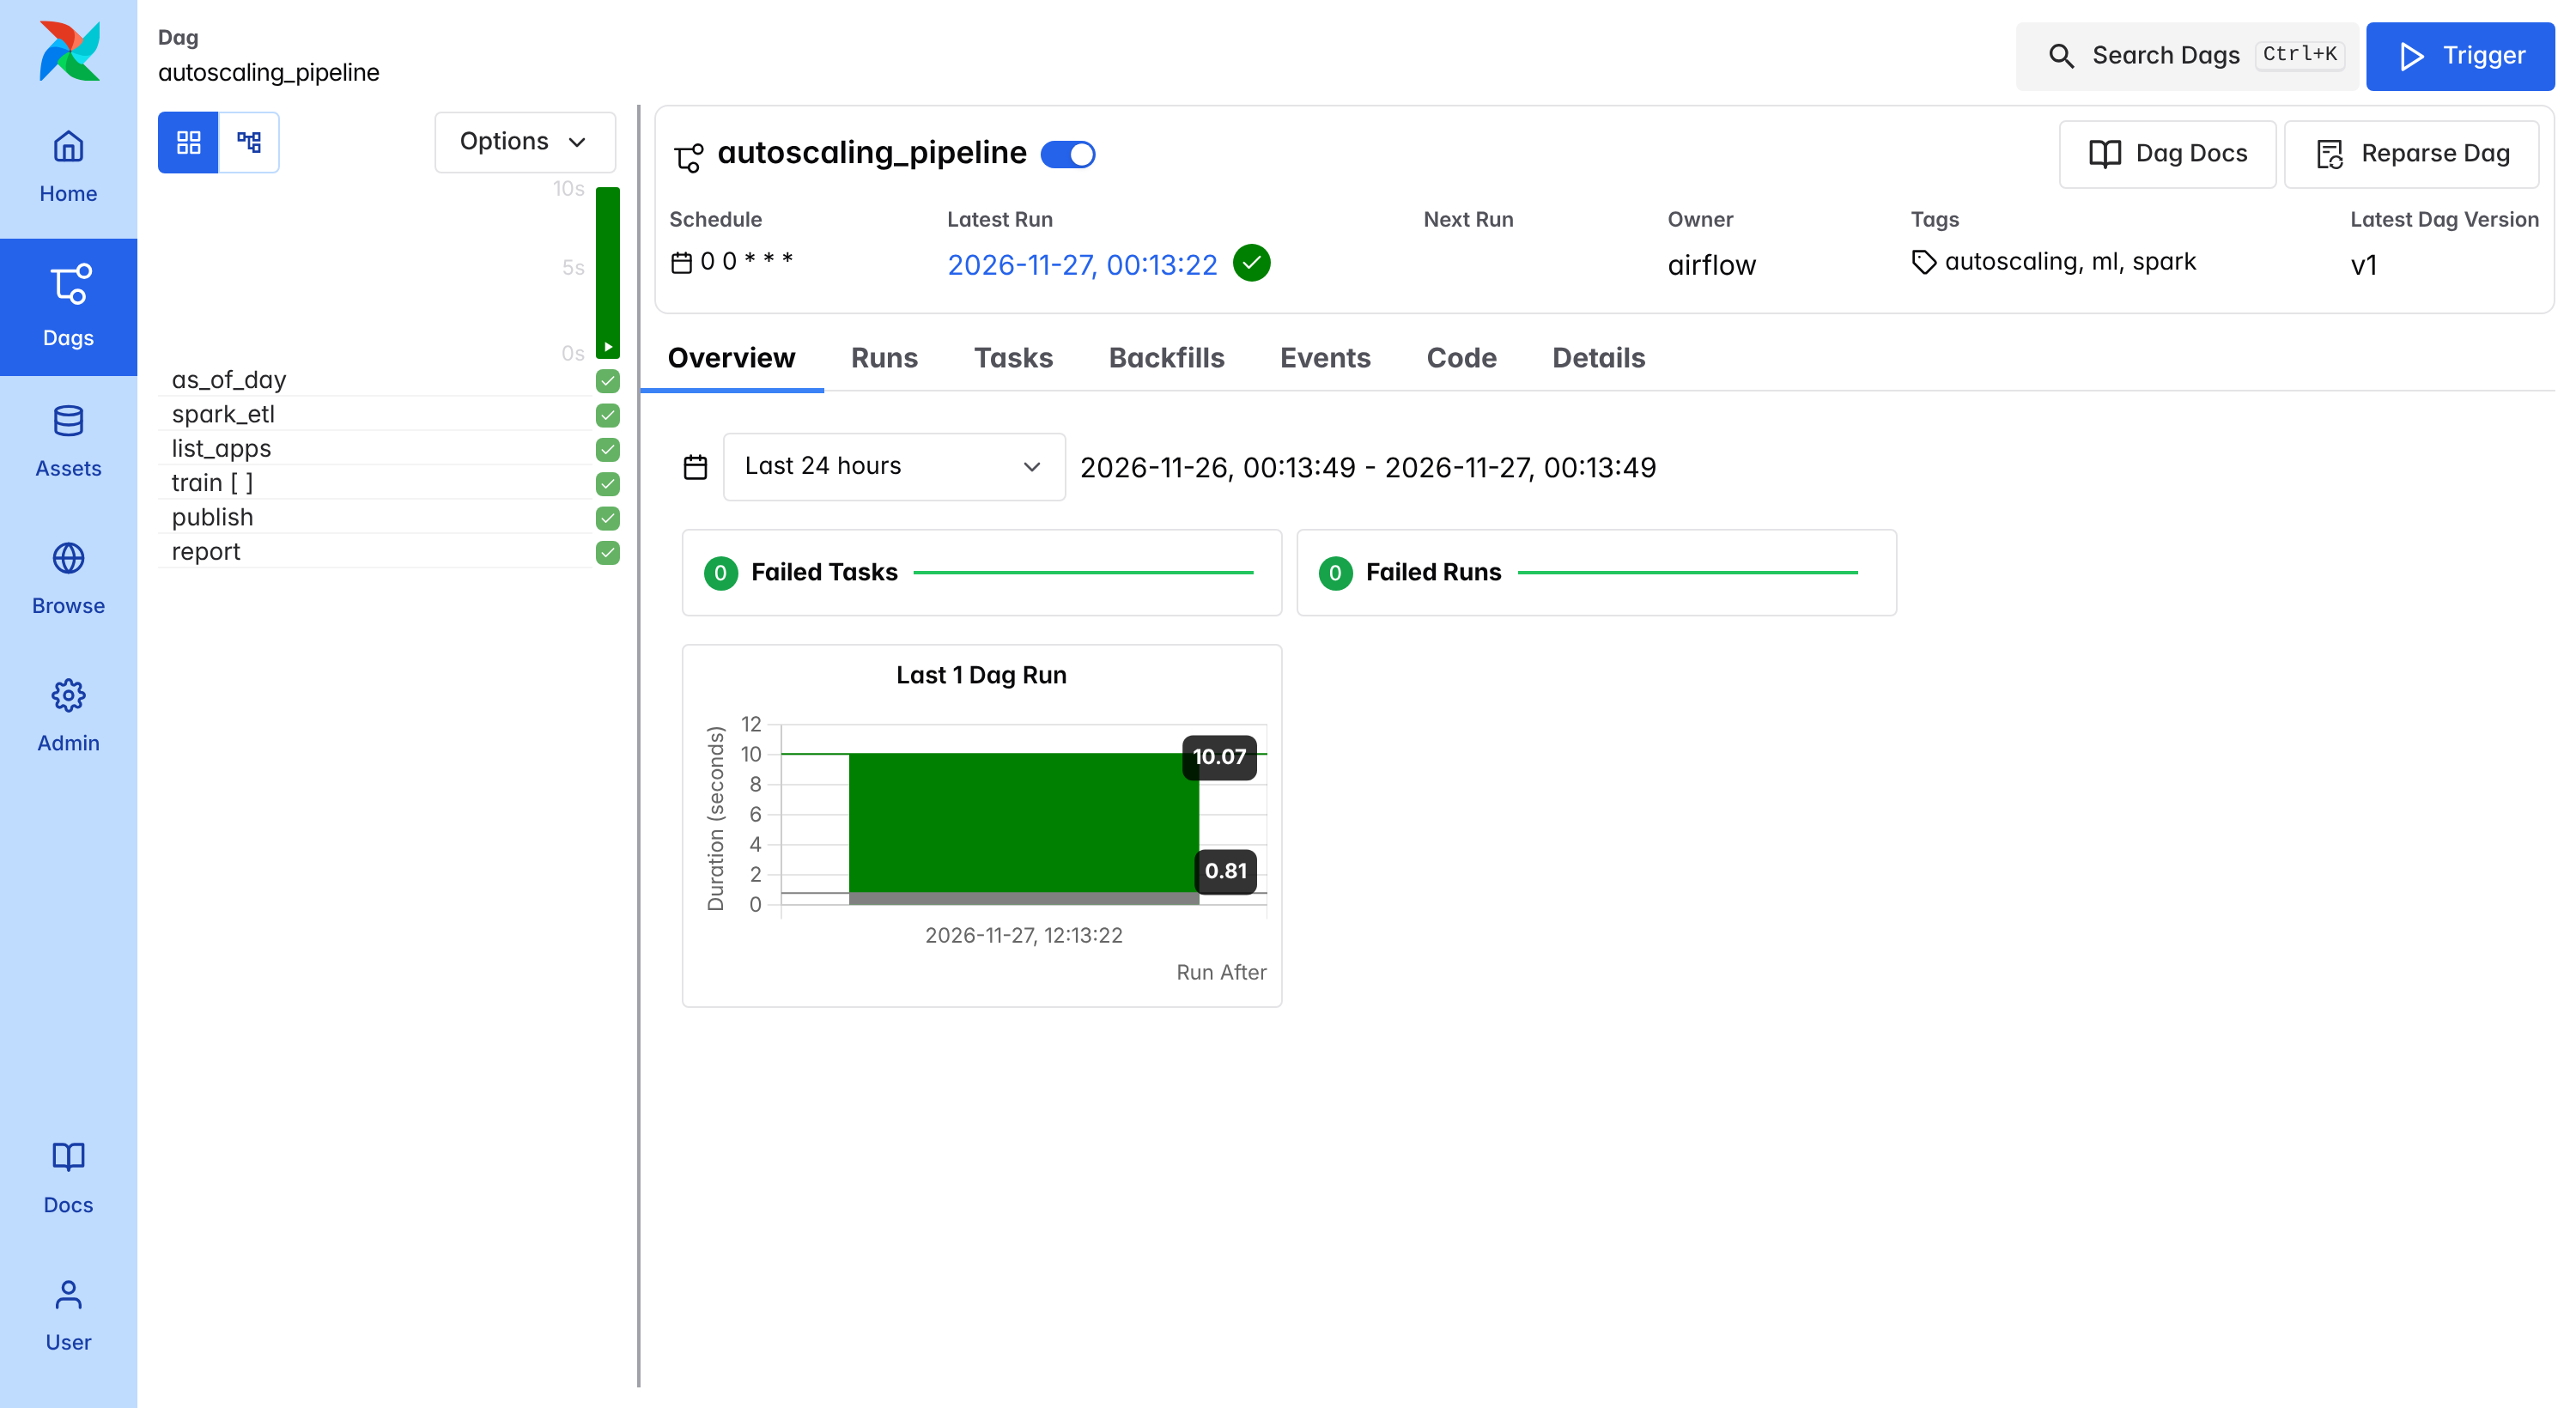 Dag
autoscaling_pipeline
Search Dags Ctrl+K
Trigger
Home
Dags
Assets
Browse
Admin
Docs
User
Options
10s
5s
0s
as_of_day
spark_etl
list_apps
train [ ]
publish
report
autoscaling_pipeline
Dag Docs
Reparse Dag
Schedule
0 0 * * *
Latest Run
2026-11-27, 00:13:22
Next Run
Owner
airflow
Tags
autoscaling, ml, spark
Latest Dag Version
v1
Overview Runs Tasks Backfills Events Code Details
Last 24 hours
2026-11-26, 00:13:49 - 2026-11-27, 00:13:49
0 Failed Tasks
0 Failed Runs
Last 1 Dag Run
Duration (seconds)
12
10
8
6
4
2
0
10.07
0.81
2026-11-27, 12:13:22
Run After